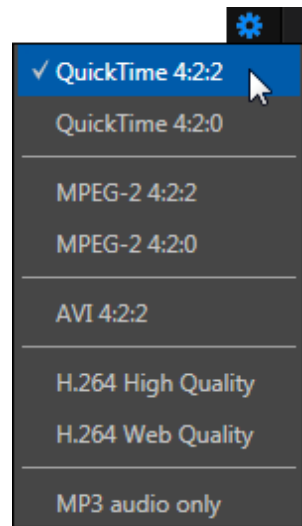 ✓ QuickTime 4:2:2
QuickTime 4:2:0
MPEG-2 4:2:2
MPEG-2 4:2:0
AVI 4:2:2
H.264 High Quality
H.264 Web Quality
MP3 audio only